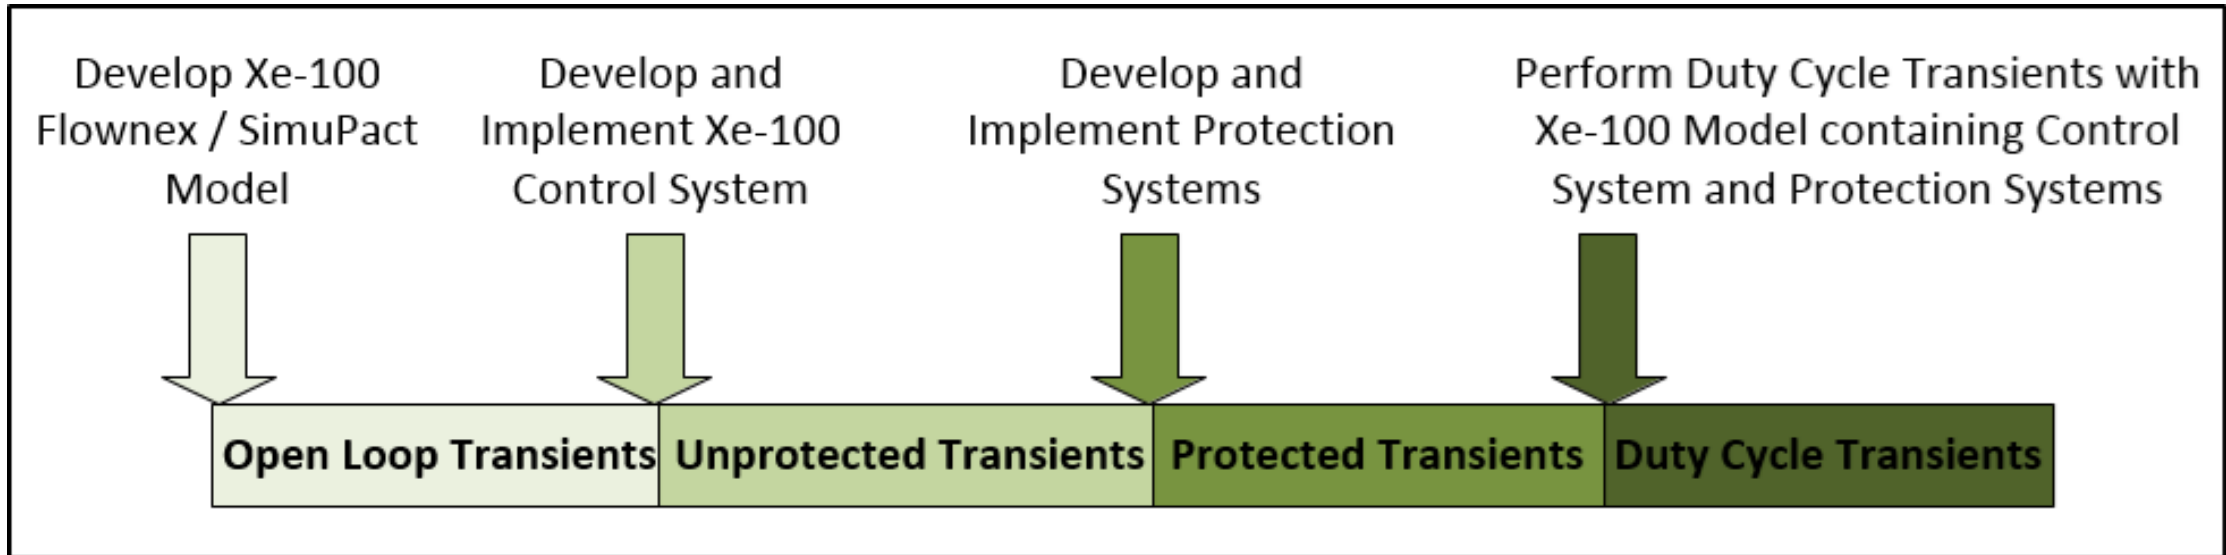 Develop Xe-100
Flownex / SimuPact
Model
Develop and
Implement Xe-100
Control System
Develop and
Implement Protection
Systems
Perform Duty Cycle Transients with
Xe-100 Model containing Control
System and Protection Systems
Open Loop Transients
Unprotected Transients
Protected Transients
Duty Cycle Transients